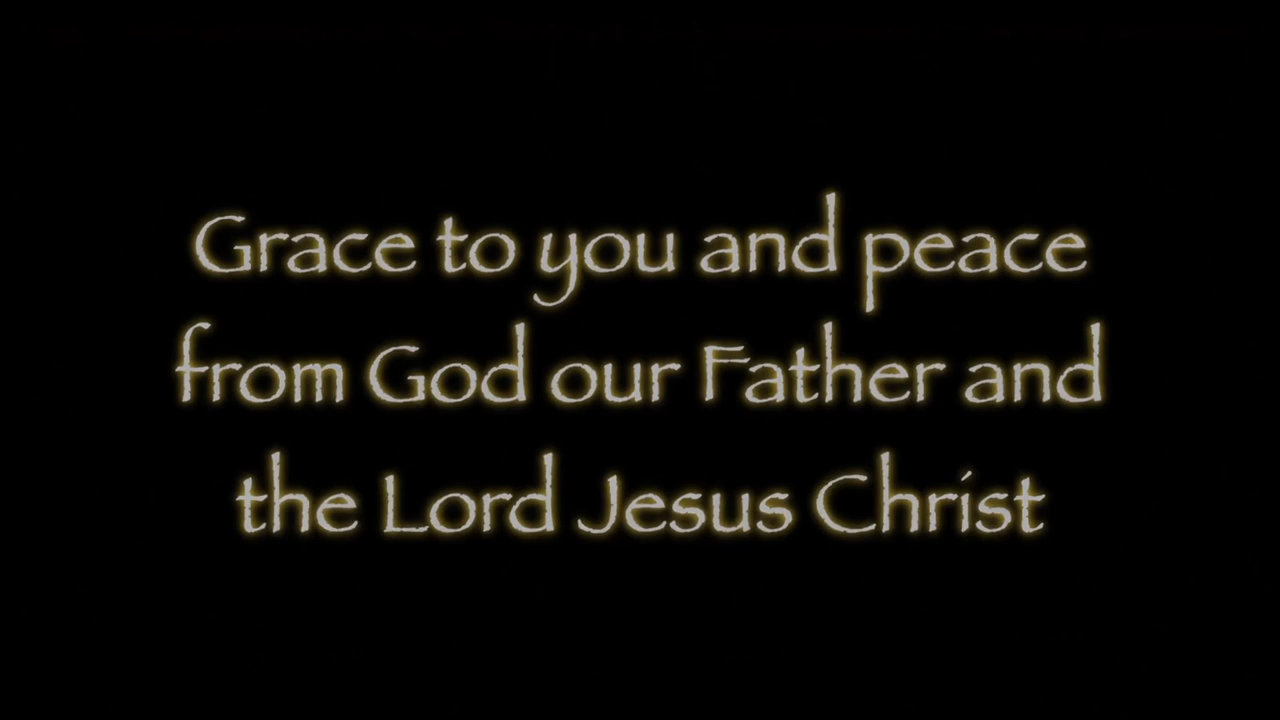 Grace to you and peace
from God our Father and
the Lord Jesus Christ